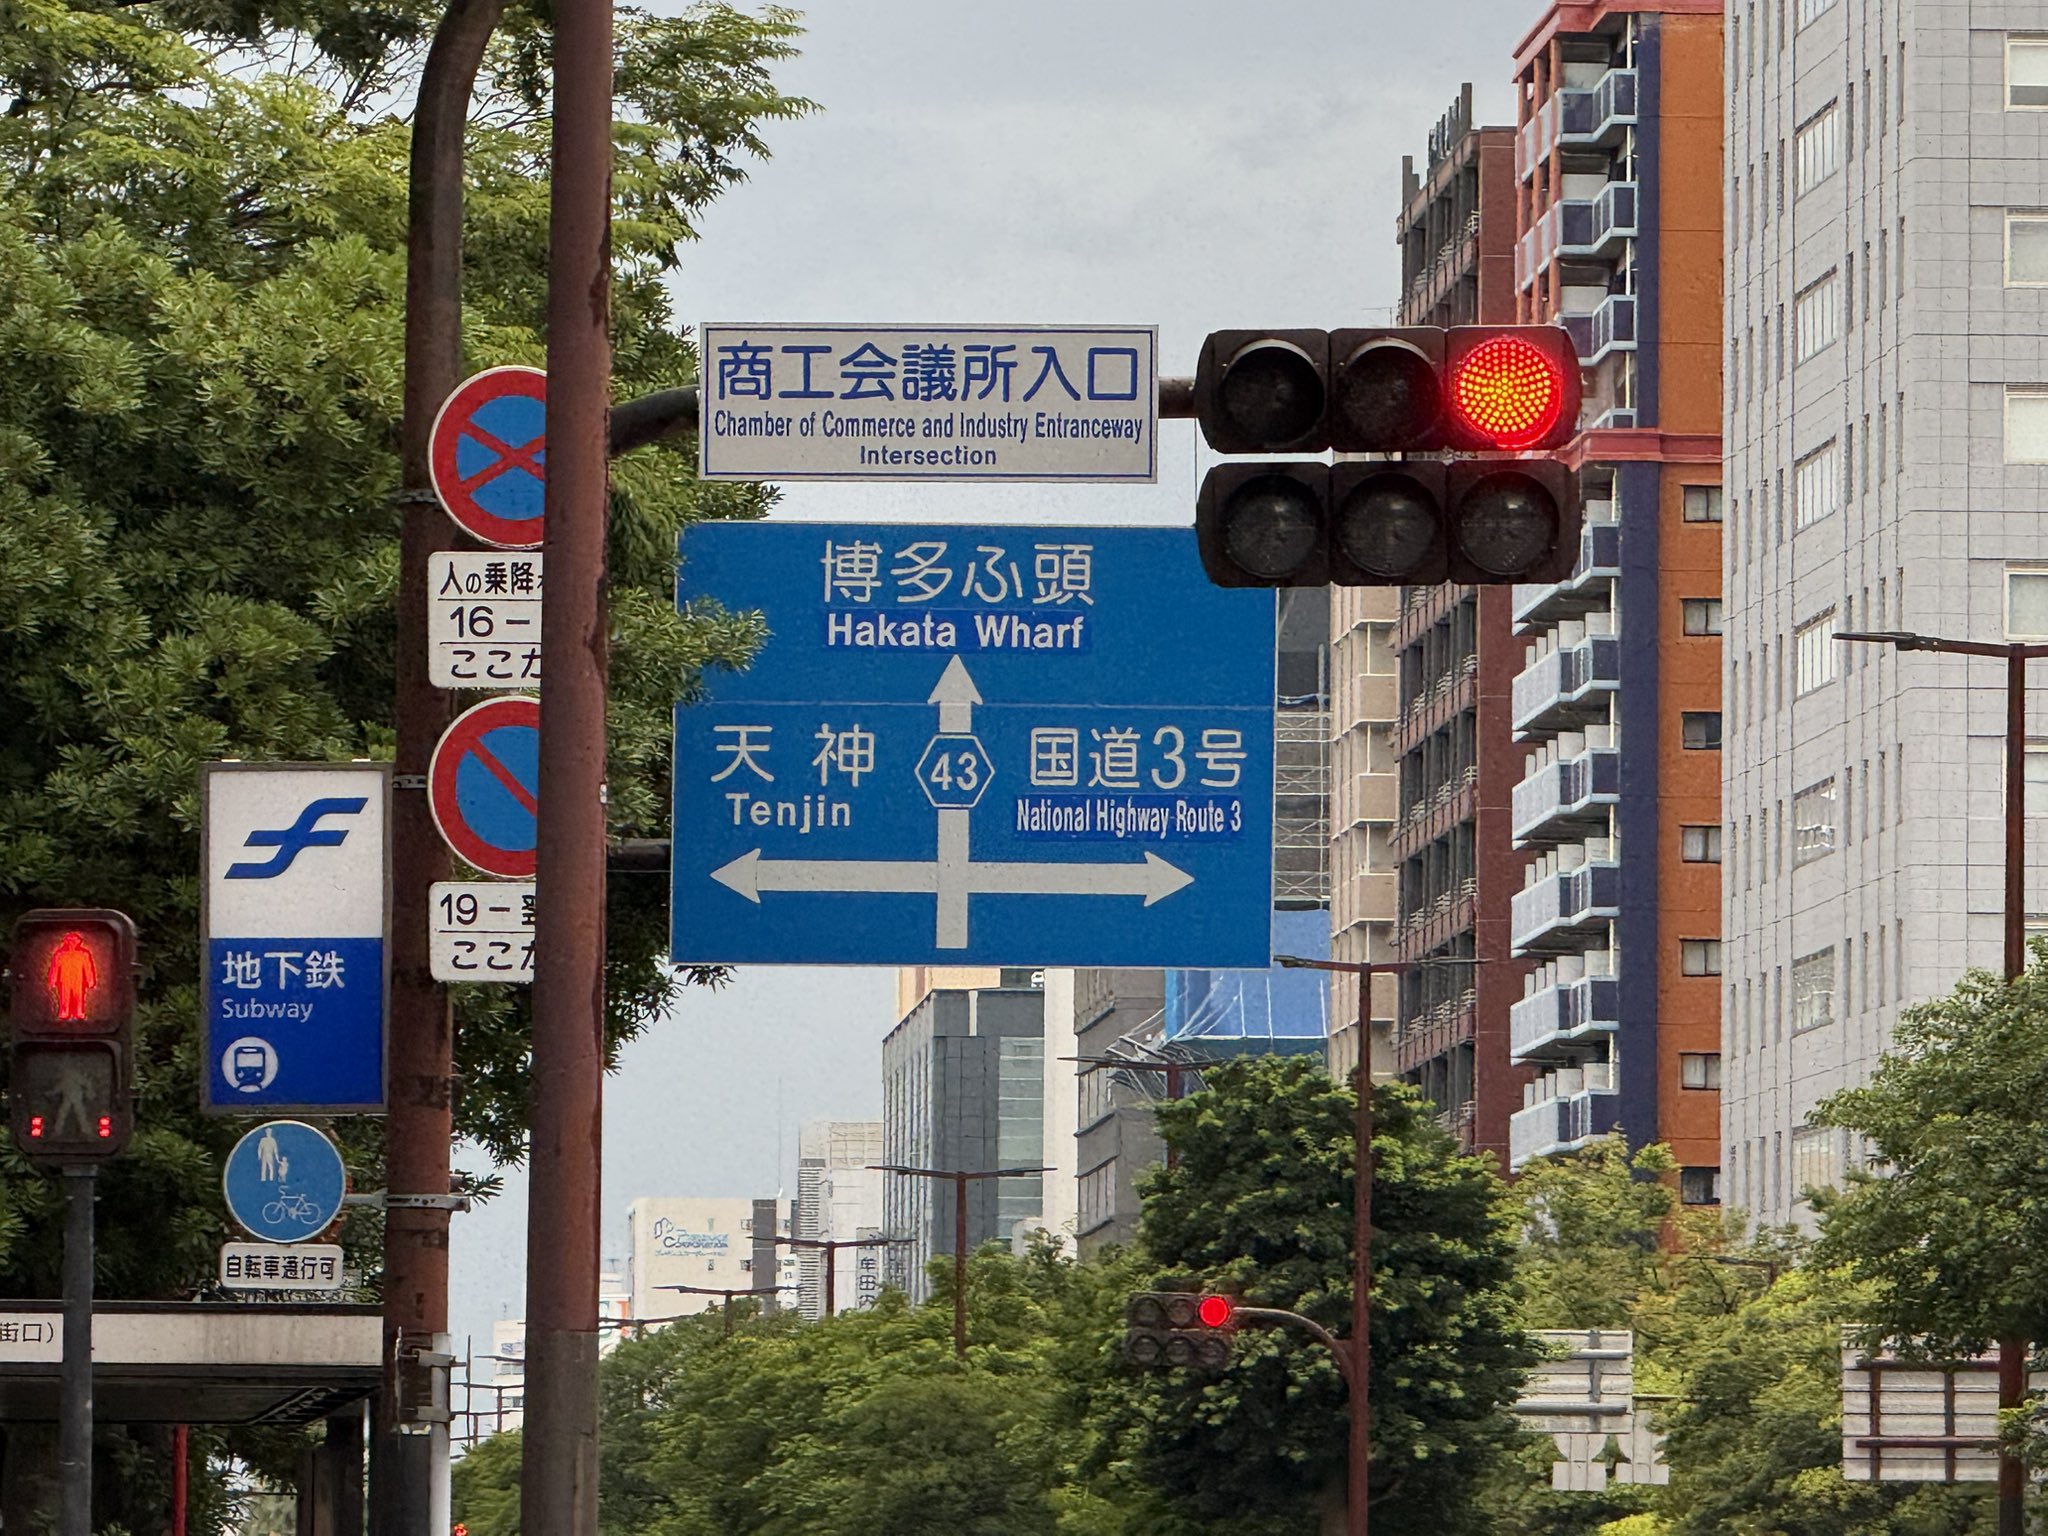 商工会議所入口
Chamber of Commerce and Industry Entranceway
Intersection
博多ふ頭
Hakata Wharf
天神
Tenjin
43
国道3号
National Highway Route 3
人の乗降
16-
ここか
19-翌
ここか
地下鉄
Subway
自転車通行可
街口)